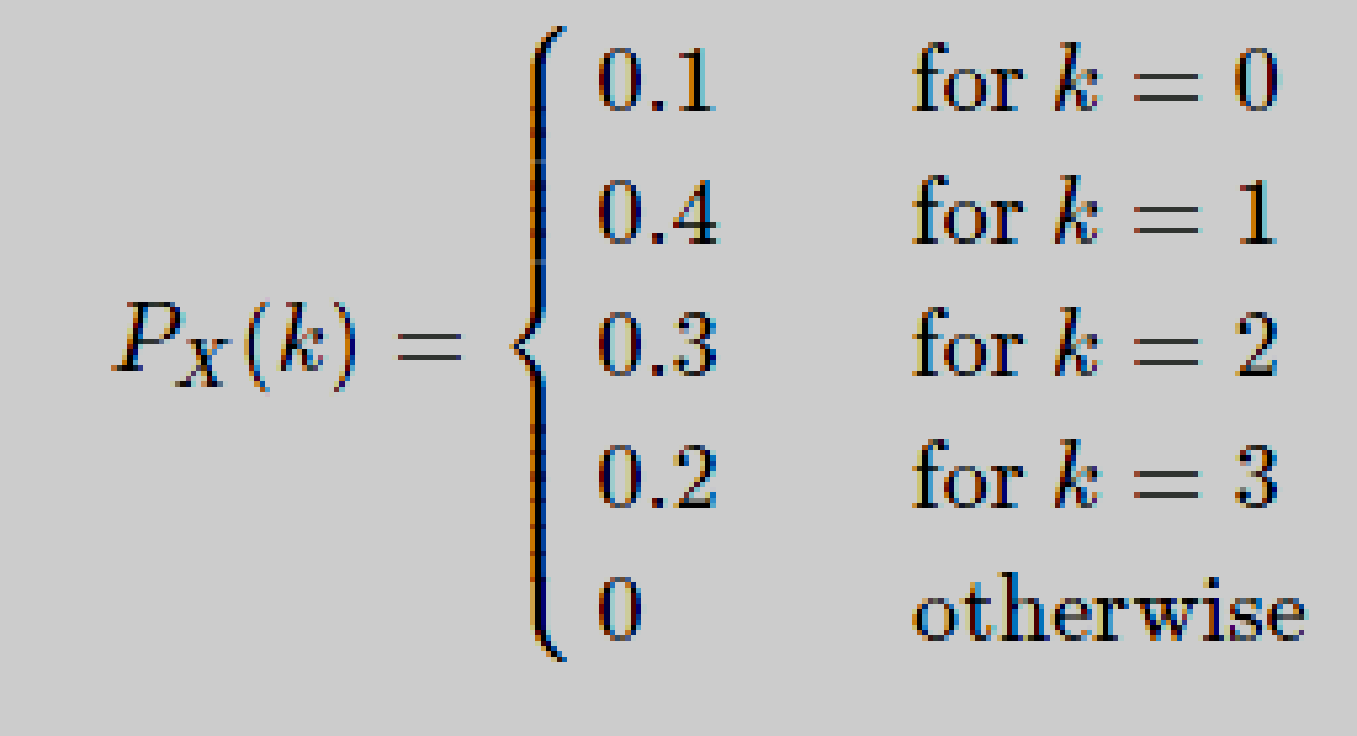 0.1 for k = 0
0.4 for k = 1
P_X(k) = { 0.3 for k = 2
0.2 for k = 3
0 otherwise